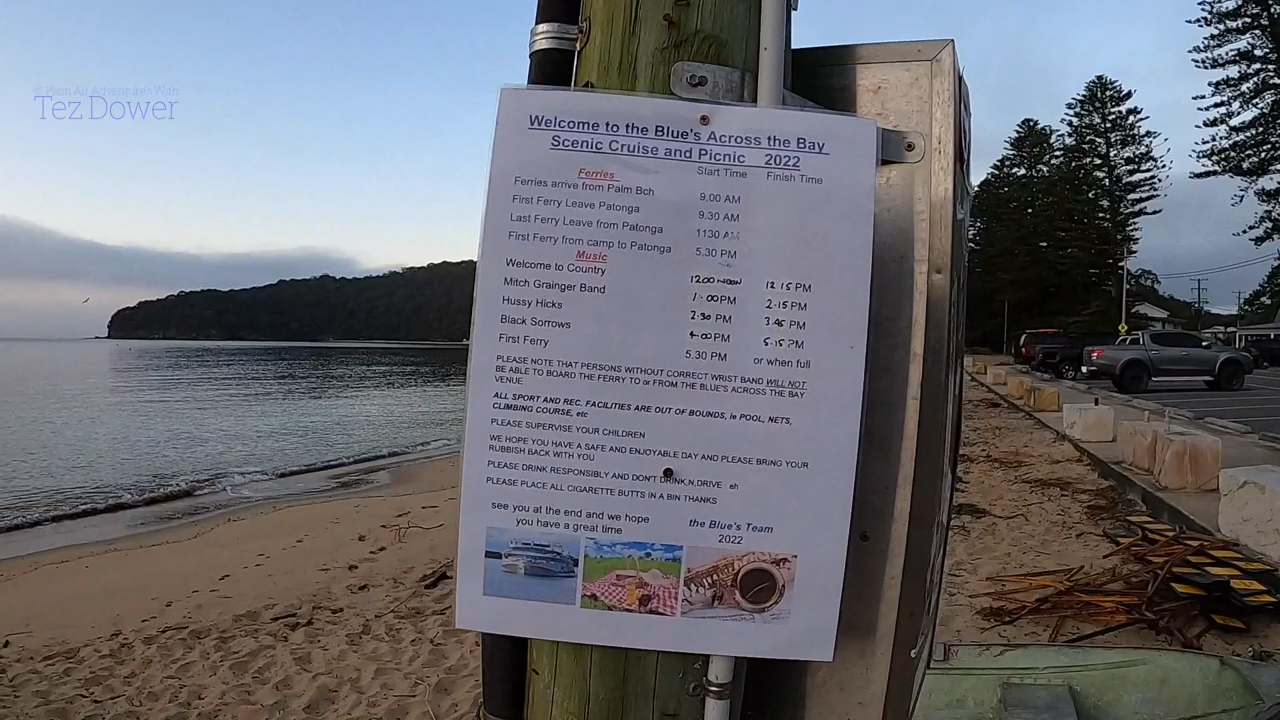 © Plein Air Adventure's With
Tez Dower
Welcome to the Blue's Across the Bay
Scenic Cruise and Picnic 2022
Ferries Start Time Finish Time
Ferries arrive from Palm Bch 9.00 AM
First Ferry Leave Patonga 9.30 AM
Last Ferry Leave from Patonga 1130 AM
First Ferry from camp to Patonga 5.30 PM
Music
Welcome to Country 1200 NOON 12 15 PM
Mitch Grainger Band 1.00PM 2.15PM
Hussy Hicks 2.30 PM 3.45 PM
Black Sorrows 4.00PM 5.15 PM
First Ferry 5.30 PM or when full
PLEASE NOTE THAT PERSONS WITHOUT CORRECT WRIST BAND WILL NOT
BE ABLE TO BOARD THE FERRY TO or FROM THE BLUE'S ACROSS THE BAY
VENUE
ALL SPORT AND REC. FACILITIES ARE OUT OF BOUNDS, ie POOL, NETS,
CLIMBING COURSE, etc
PLEASE SUPERVISE YOUR CHILDREN
WE HOPE YOU HAVE A SAFE AND ENJOYABLE DAY AND PLEASE BRING YOUR
RUBBISH BACK WITH YOU
PLEASE DRINK RESPONSIBLY AND DON'T DRINK,N,DRIVE eh
PLEASE PLACE ALL CIGARETTE BUTTS IN A BIN THANKS
see you at the end and we hope
you have a great time
the Blue's Team
2022